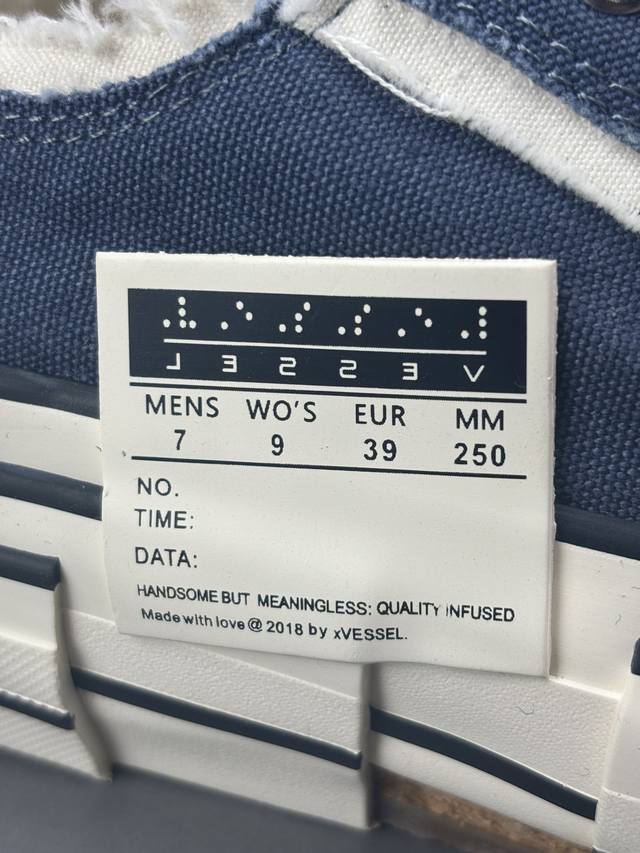 VESSEL
MENS WO'S EUR MM
7 9 39 250
NO.
TIME:
DATA:
HANDSOME BUT MEANINGLESS: QUALITY INFUSED
Made with love@ 2018 by xVESSEL.